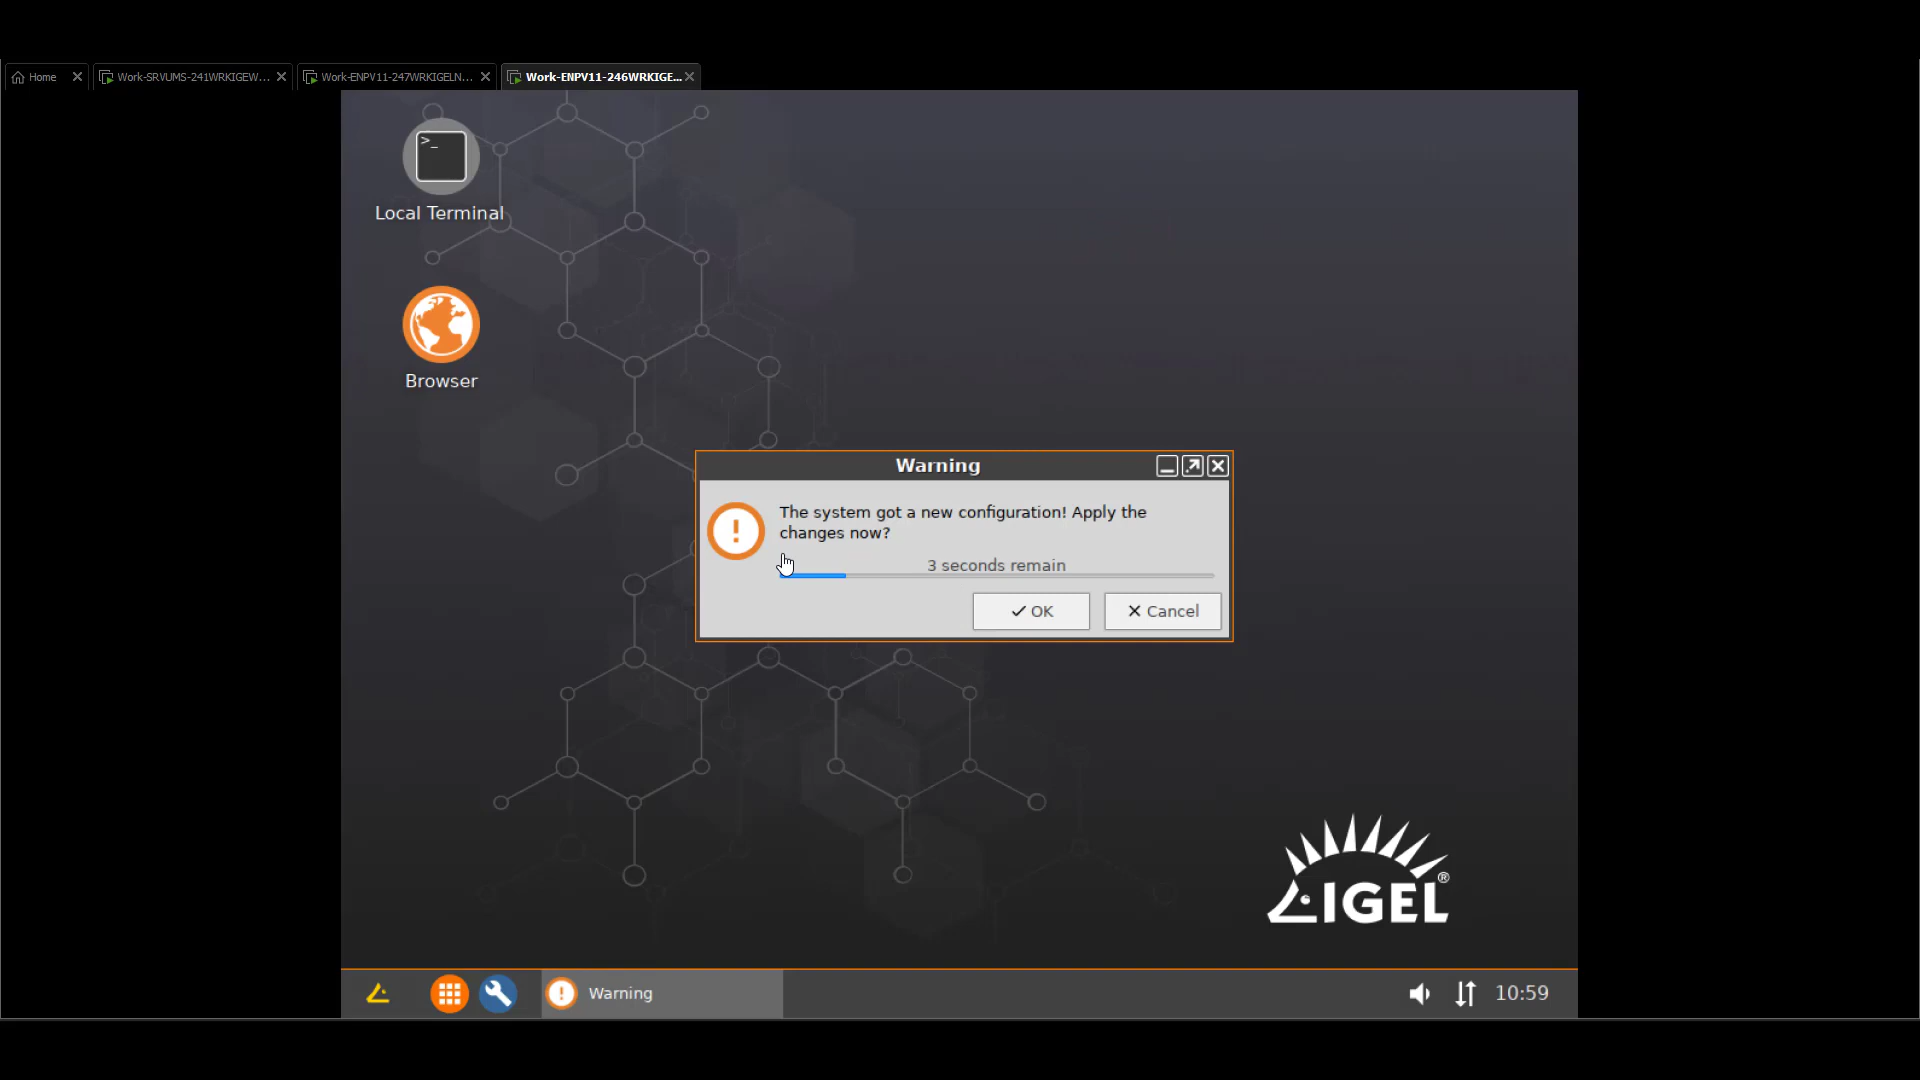 Home
Work-SRVUMS-241WRKIGEW...
Work-ENPV11-247WRKIGELN...
Work-ENPV11-246WRKIGE...
>_
Local Terminal
Browser
Warning
The system got a new configuration! Apply the
changes now?
3 seconds remain
OK
Cancel
IGEL®
Warning
10:59